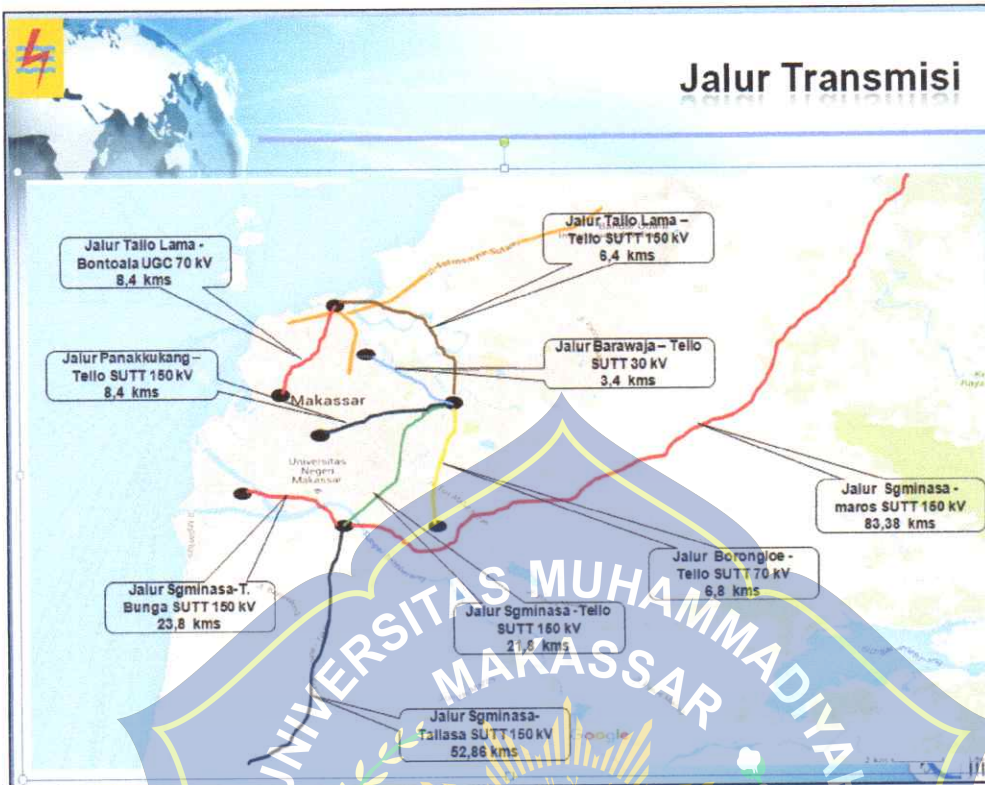 Jalur Transmisi
Jalur Tallo Lama –
Tello SUTT 150 kV
6,4 kms
Jalur Tallo Lama -
Bontoala UGC 70 kV
8,4 kms
Jalur Panakkukang –
Tello SUTT 150 kV
8,4 kms
Jalur Barawaja – Tello
SUTT 30 kV
3,4 kms
Makassar
Universitas
Negeri
Makassar
Jalur Sgminasa -
maros SUTT 150 kV
83,38 kms
Jalur Borongloe -
Tello SUTT 70 kV
6,8 kms
Jalur Sgminasa-T.
Bunga SUTT 150 kV
23,8 kms
Jalur Sgminasa -Tello
SUTT 150 kV
21,8 kms
Jalur Sgminasa-
Tallasa SUTT 150 kV
52,86 kms
Google
UNIVERSITAS MUHAMMADIYA
MAKASSAR